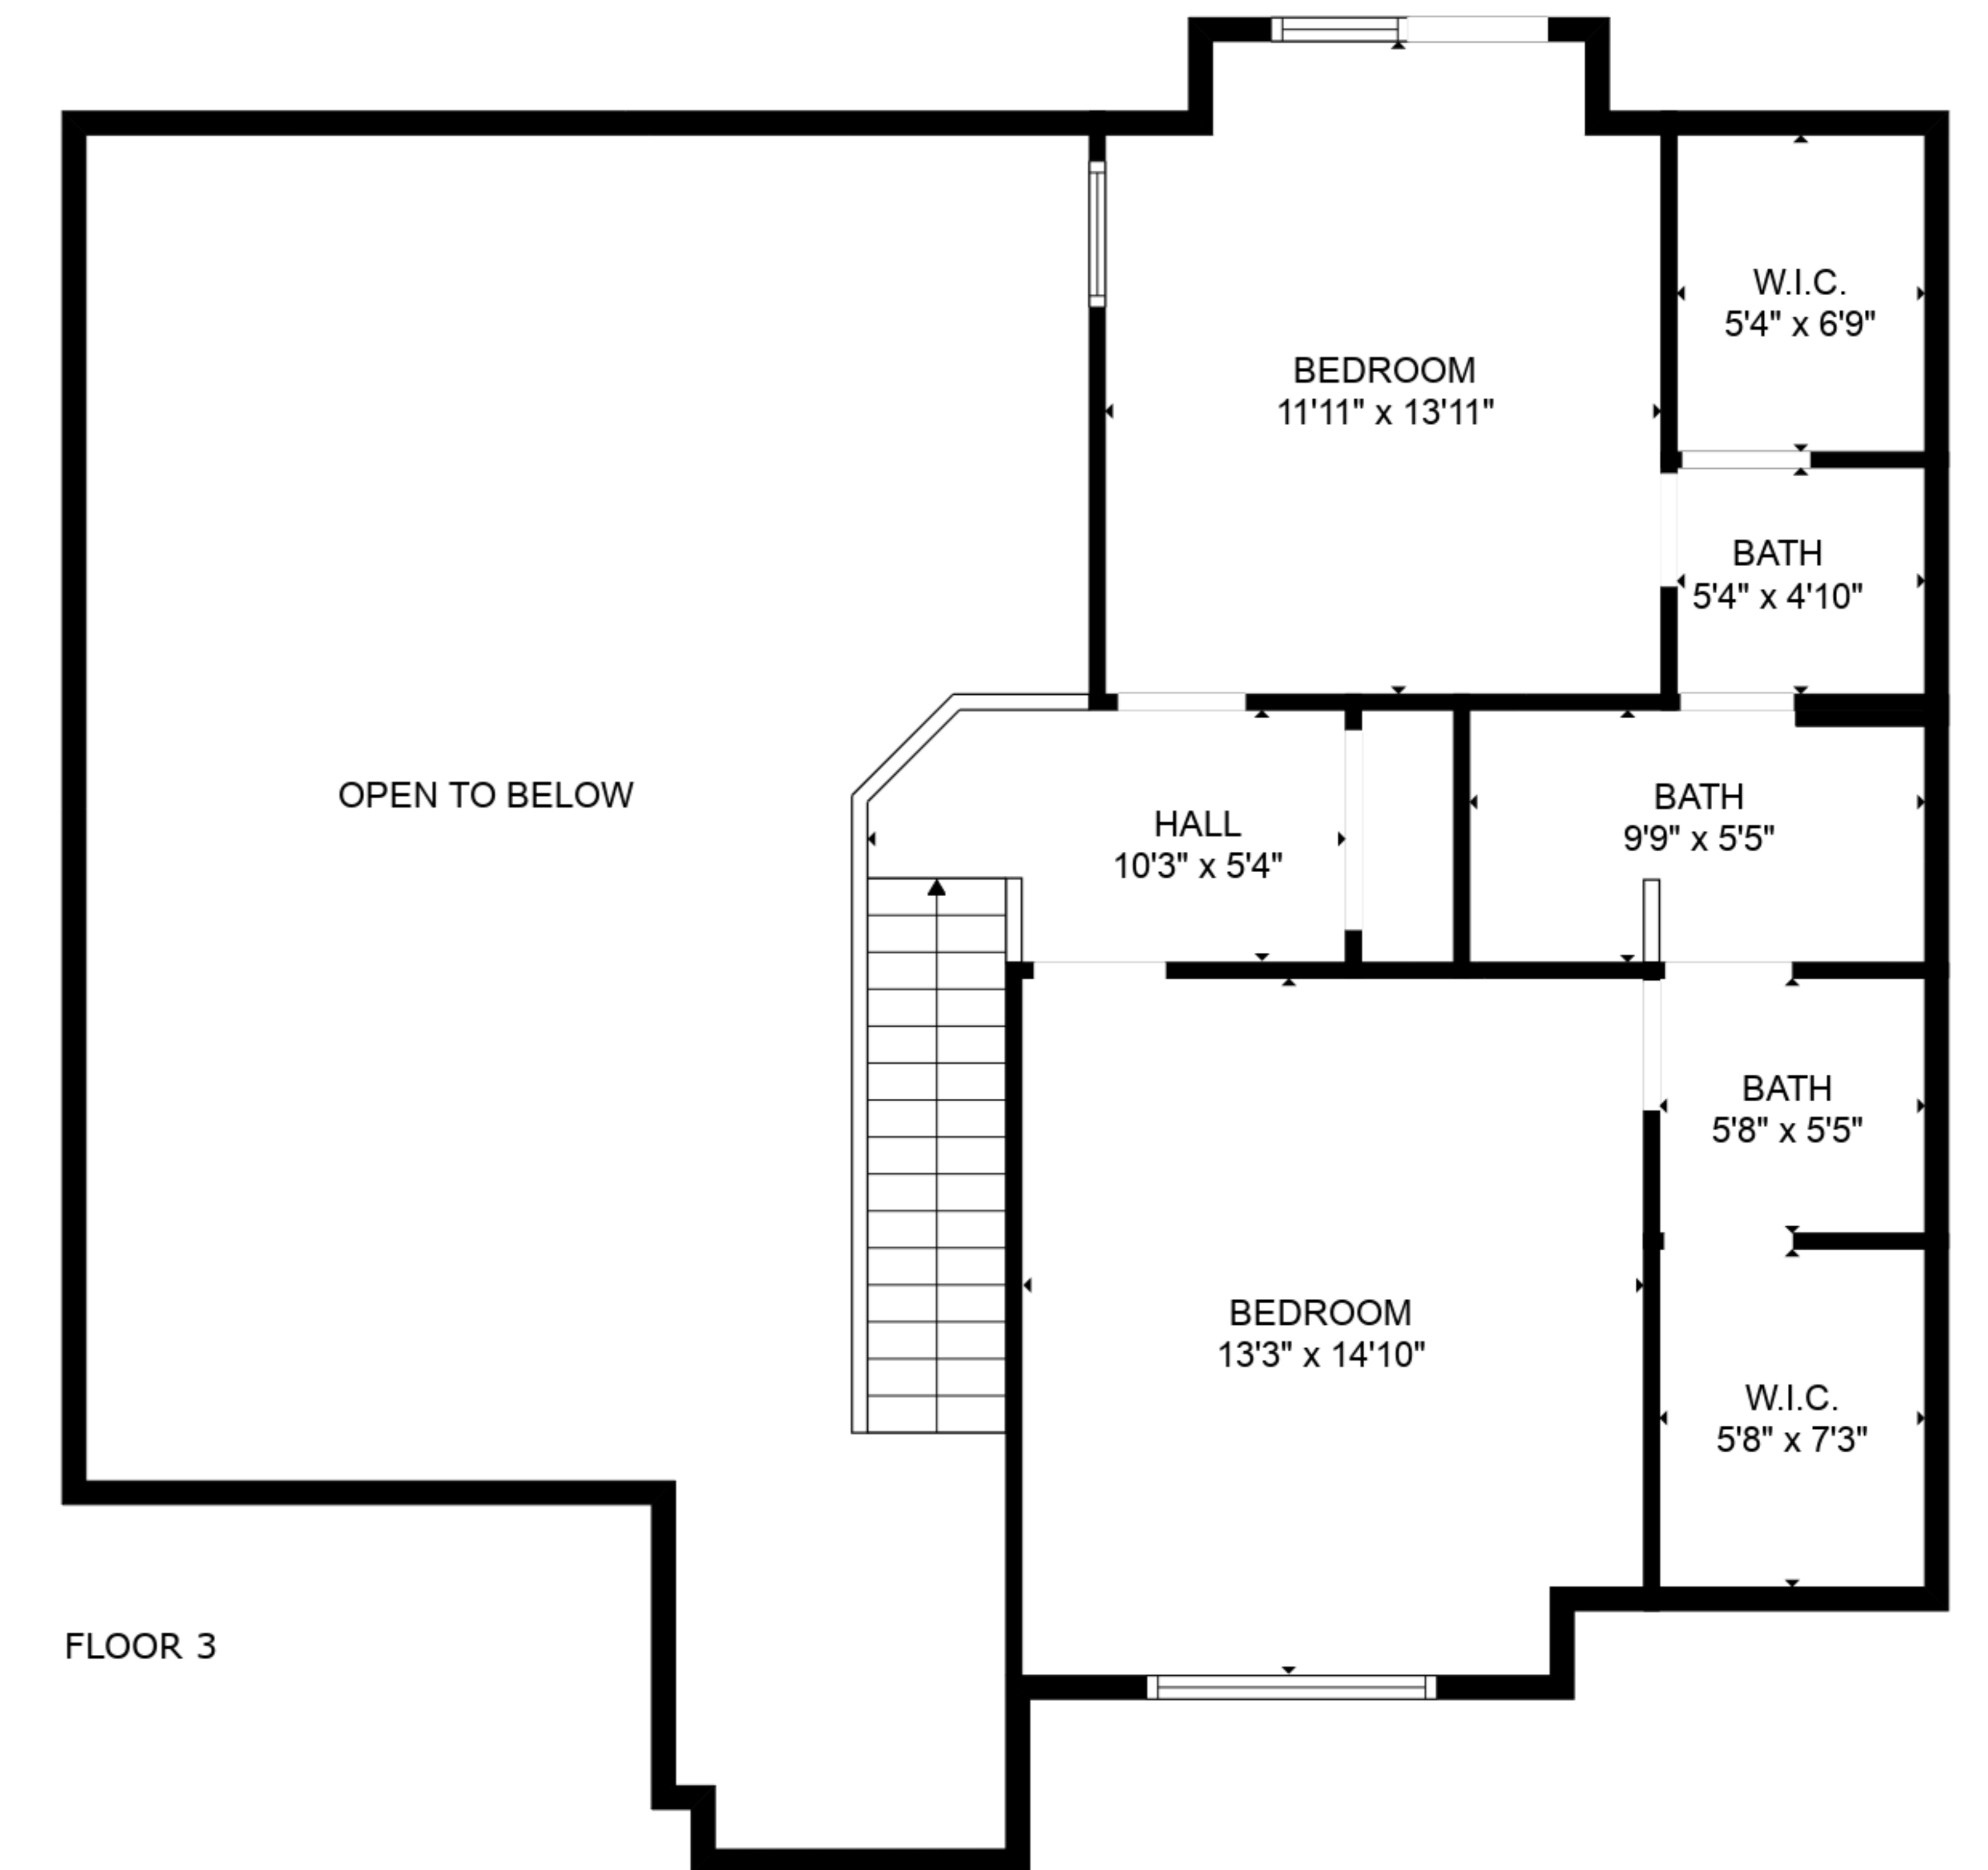 W.I.C.
5'4" x 6'9"
BEDROOM
11'11" x 13'11"
BATH
5'4" x 4'10"
OPEN TO BELOW
HALL
10'3" x 5'4"
BATH
9'9" x 5'5"
BATH
5'8" x 5'5"
BEDROOM
13'3" x 14'10"
W.I.C.
5'8" x 7'3"
FLOOR 3